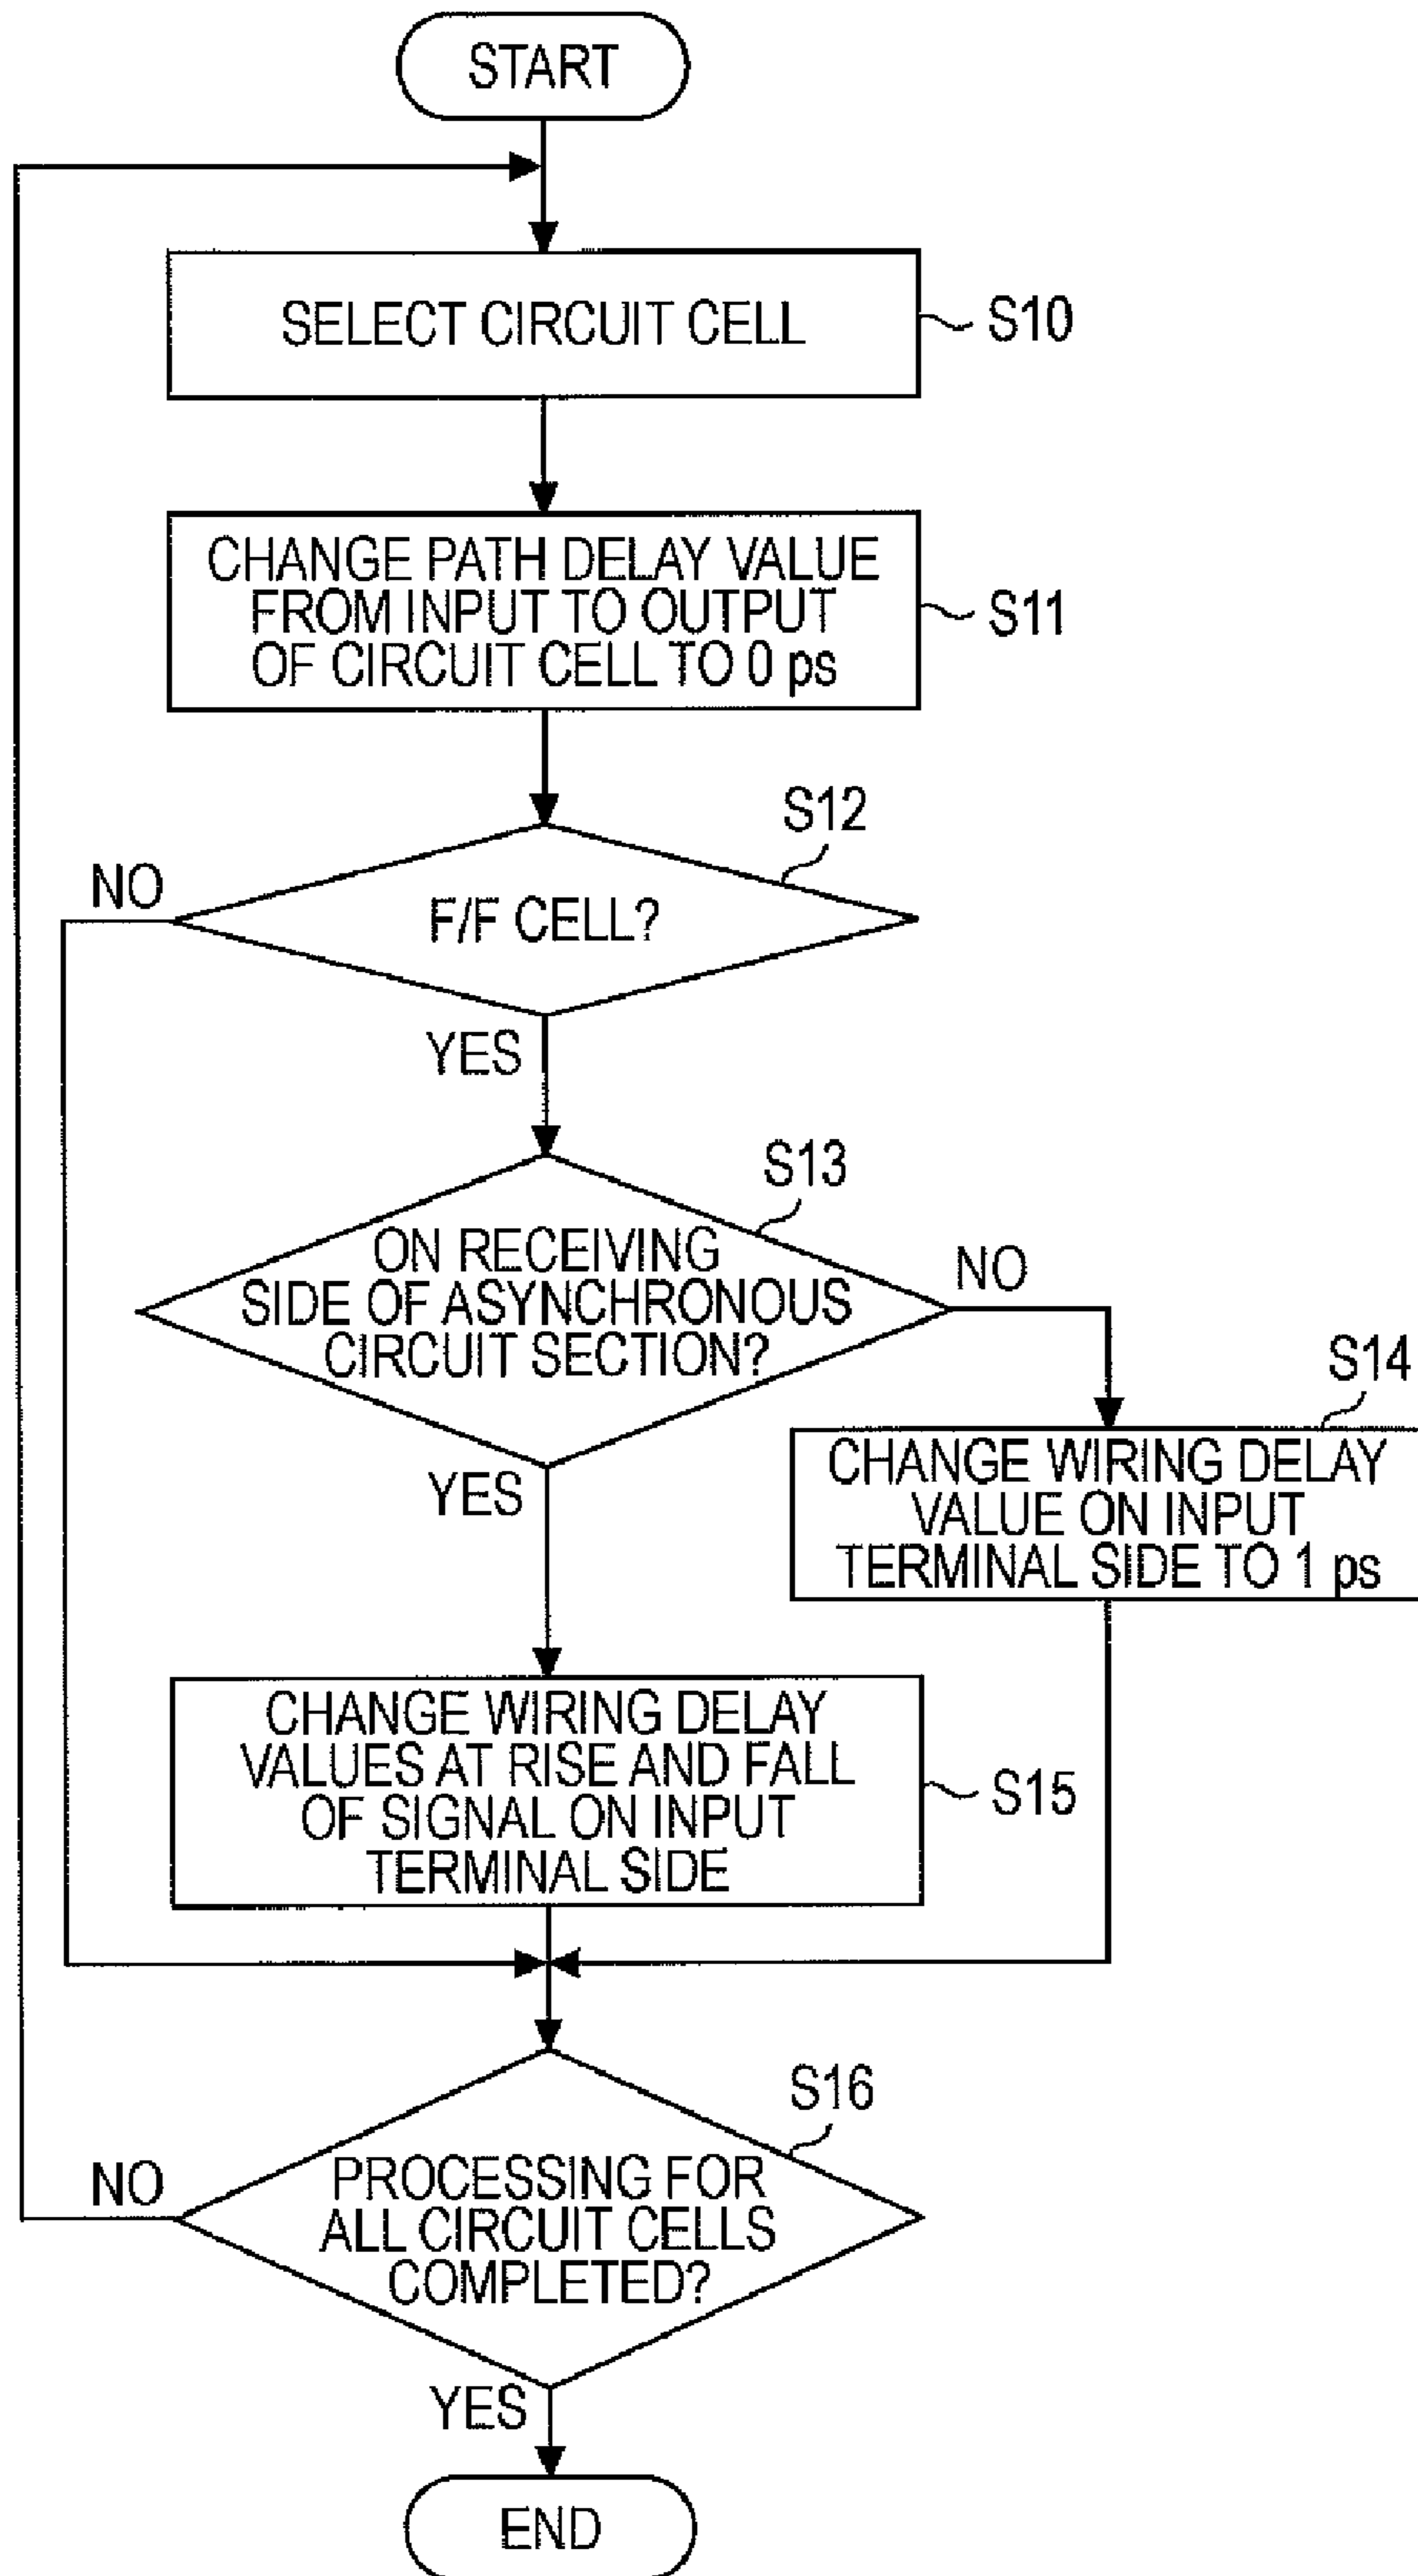 START
SELECT CIRCUIT CELL
S10
CHANGE PATH DELAY VALUE
FROM INPUT TO OUTPUT
OF CIRCUIT CELL TO 0 ps
S11
S12
NO
F/F CELL?
YES
S13
ON RECEIVING
SIDE OF ASYNCHRONOUS
CIRCUIT SECTION?
NO
YES
S14
CHANGE WIRING DELAY
VALUE ON INPUT
TERMINAL SIDE TO 1 ps
CHANGE WIRING DELAY
VALUES AT RISE AND FALL
OF SIGNAL ON INPUT
TERMINAL SIDE
S15
S16
NO
PROCESSING FOR
ALL CIRCUIT CELLS
COMPLETED?
YES
END